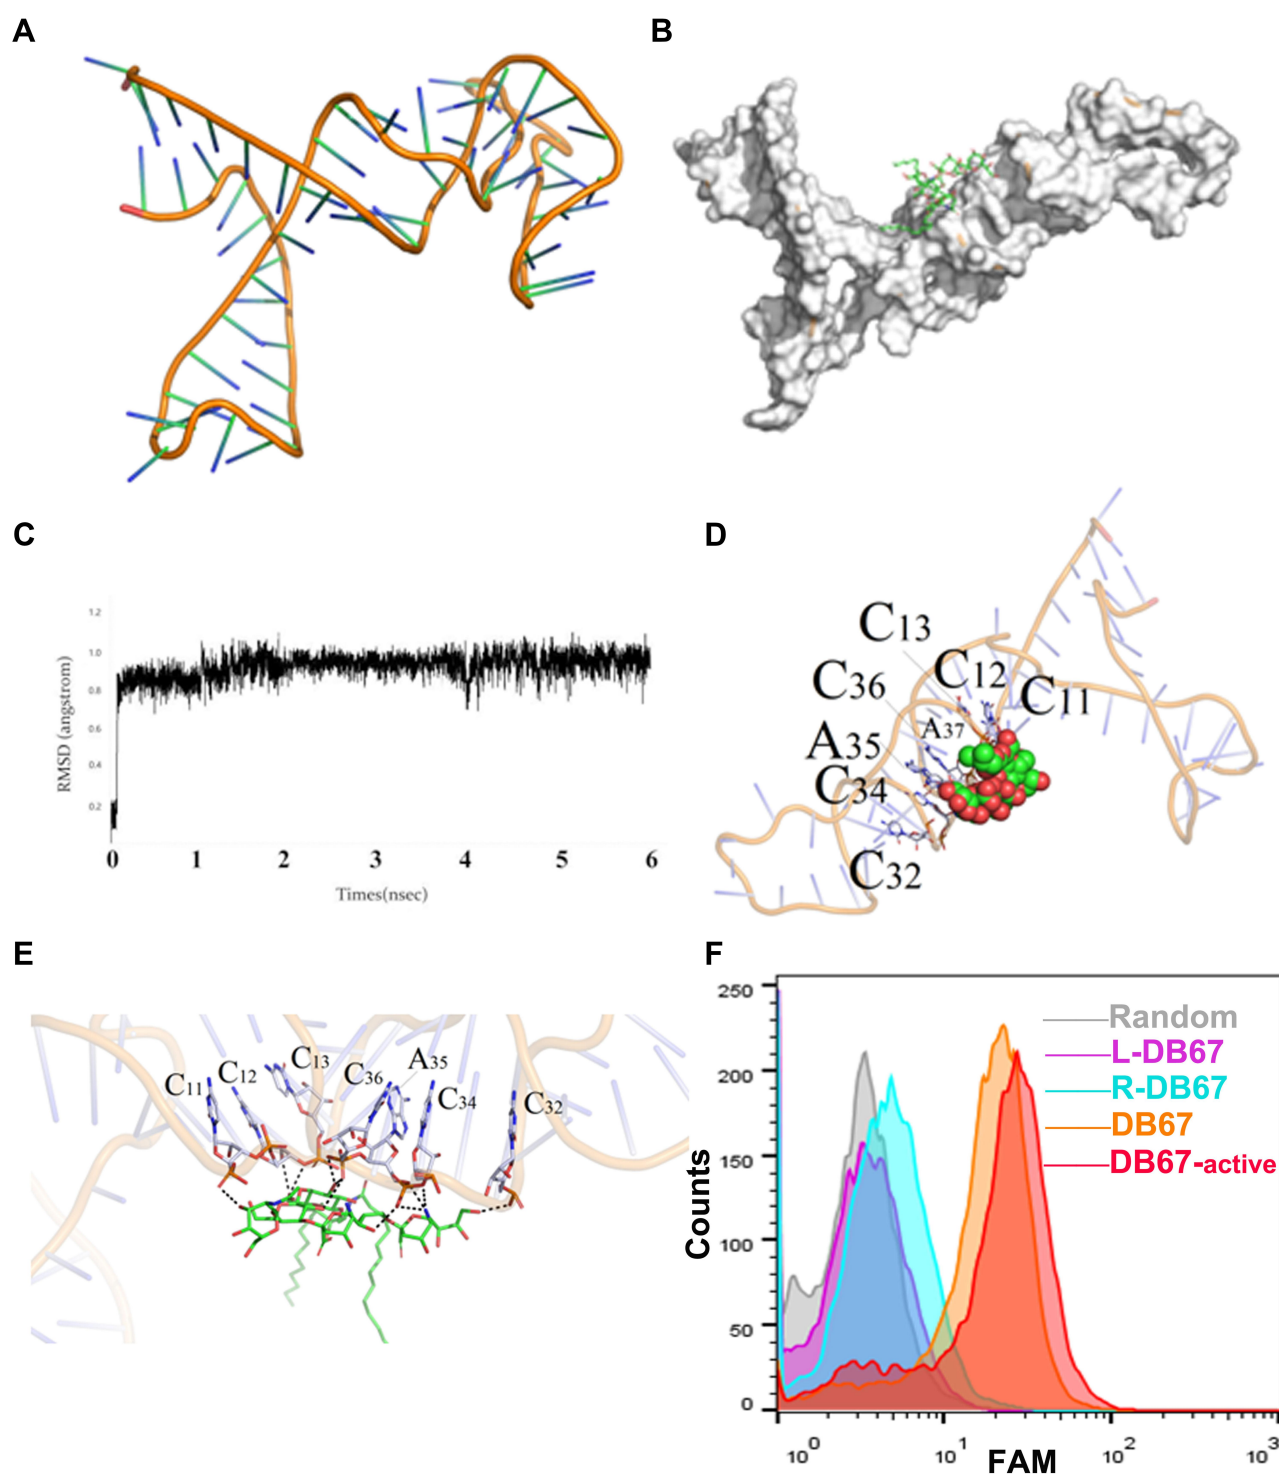 A
B
C
RMSD (angstrom)
1.2
1.0
0.8
0.6
0.4
0.2
0 1 2 3 4 5 6
Times(nsec)
D
C13
C12
C36
C11
A37
A35
C34
C32
E
C11
C12
C13
C36
A35
C34
C32
F
Counts
250
200
150
100
50
0
Random
L-DB67
R-DB67
DB67
DB67-active
10^0 10^1 10^2 10^3
FAM